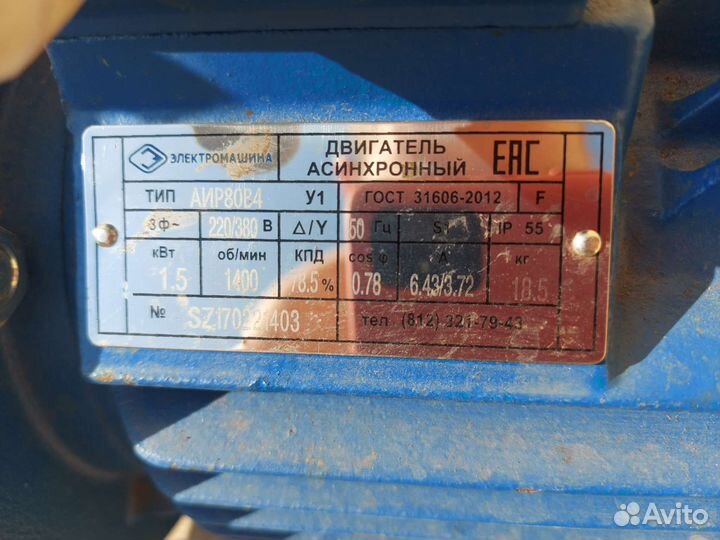 ЭЛЕКТРОМАШИНА
ДВИГАТЕЛЬ
АСИНХРОННЫЙ
EAC
ТИП АИР80В4 У1 ГОСТ 31606-2012 F
3ф~ 220/380 В Δ/Y 50 Гц S1 IP 55
кВт об/мин КПД cos φ А кг
1.5 1400 78.5 % 0.78 6.43/3.72 18.5
№ тел (812) 321-79-43
Avito